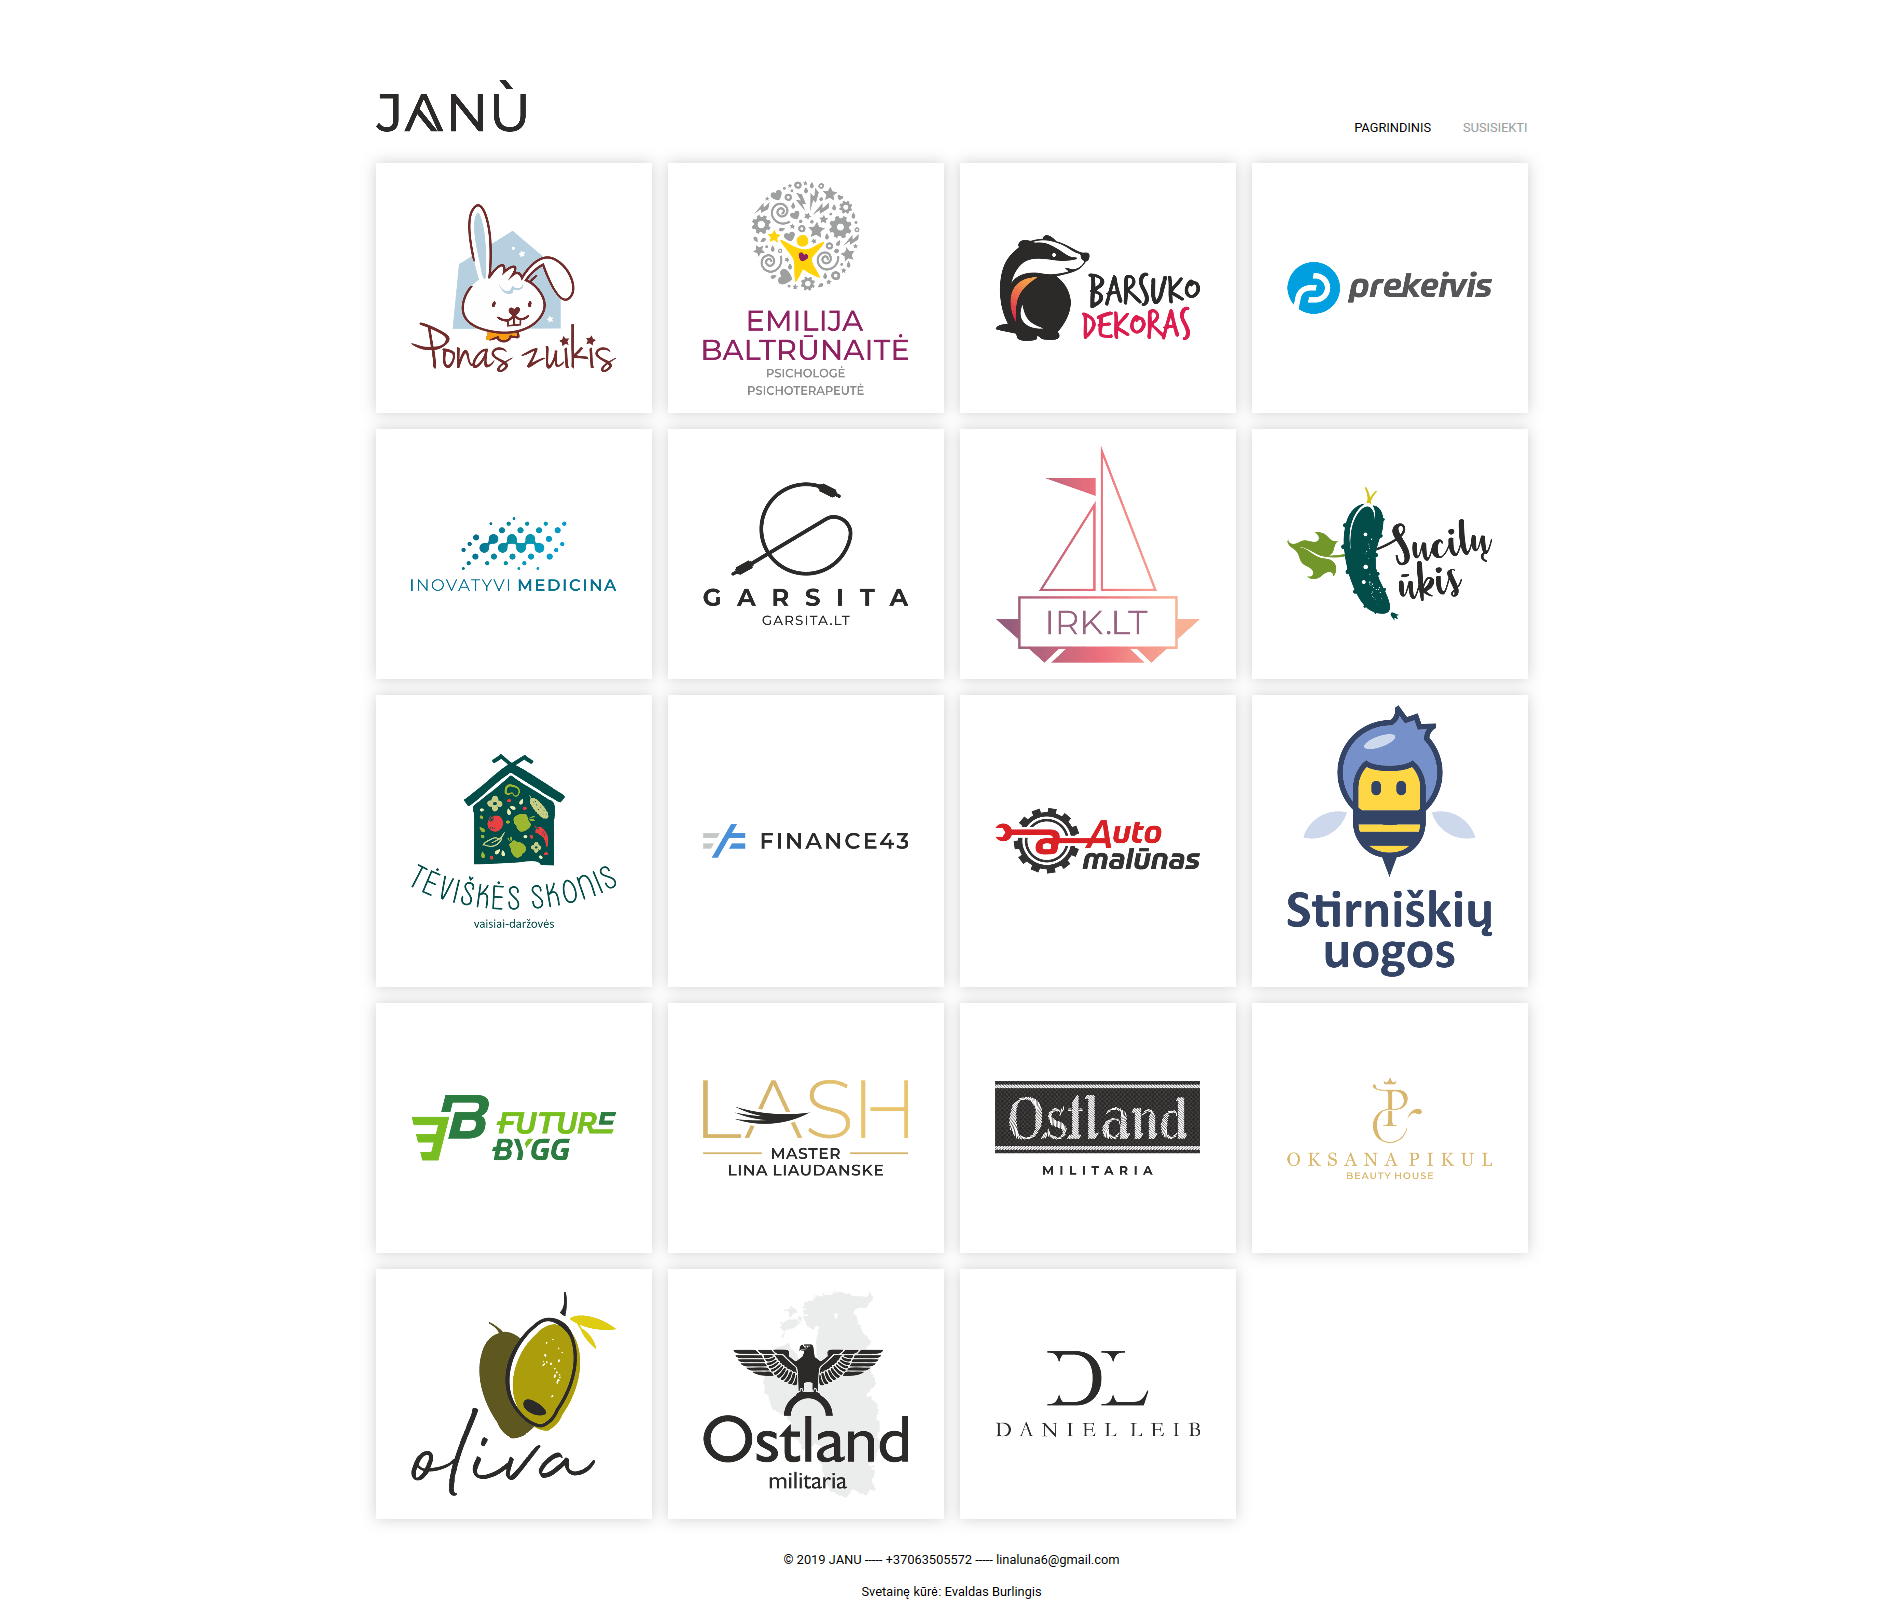 JANÙ
PAGRINDINIS SUSISIEKTI
Ponas zuikis
EMILIJA
BALTRŪNAITĖ
PSICHOLOGĖ
PSICHOTERAPEUTĖ
BARSUKO
DEKORAS
prekeivis
INOVATYVI MEDICINA
GARSITA
GARSITA.LT
IRK.LT
Sucilų
ūkis
TĖVIŠKĖS SKONIS
vaisiai-daržovės
FINANCE43
Auto
malūnas
Stirniškių
uogos
FB FUTURE
BYGG
LASH
MASTER
LINA LIAUDANSKE
Ostland
MILITARIA
OKSANA PIKUL
BEAUTY HOUSE
oliva
Ostland
militaria
DL
DANIEL LEIB
© 2019 JANU ----- +37063505572 ----- linaluna6@gmail.com
Svetainę kūrė: Evaldas Burlingis